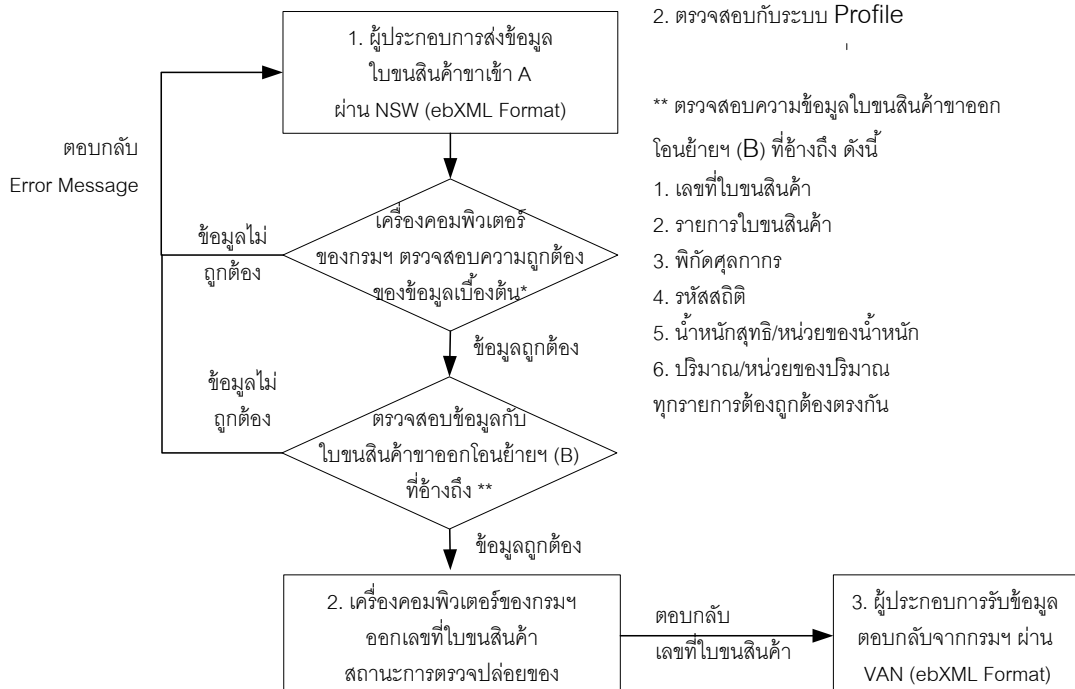 2. ตรวจสอบกับระบบ Profile
1. ผู้ประกอบการส่งข้อมูล
ใบขนสินค้าขาเข้า A
ผ่าน NSW (ebXML Format)
** ตรวจสอบความข้อมูลใบขนสินค้าขาออก
โอนย้ายฯ (B) ที่อ้างถึง ดังนี้
1. เลขที่ใบขนสินค้า
2. รายการใบขนสินค้า
3. พิกัดศุลกากร
4. รหัสสถิติ
5. น้ำหนักสุทธิ/หน่วยของน้ำหนัก
6. ปริมาณ/หน่วยของปริมาณ
ทุกรายการต้องถูกต้องตรงกัน
ตอบกลับ
Error Message
เครื่องคอมพิวเตอร์
ของกรมฯ ตรวจสอบความถูกต้อง
ของข้อมูลเบื้องต้น*
ข้อมูลไม่
ถูกต้อง
ข้อมูลถูกต้อง
ตรวจสอบข้อมูลกับ
ใบขนสินค้าขาออกโอนย้ายฯ (B)
ที่อ้างถึง **
ข้อมูลไม่
ถูกต้อง
ข้อมูลถูกต้อง
2. เครื่องคอมพิวเตอร์ของกรมฯ
ออกเลขที่ใบขนสินค้า
สถานะการตรวจปล่อยของ
ตอบกลับ
เลขที่ใบขนสินค้า
3. ผู้ประกอบการรับข้อมูล
ตอบกลับจากกรมฯ ผ่าน
VAN (ebXML Format)